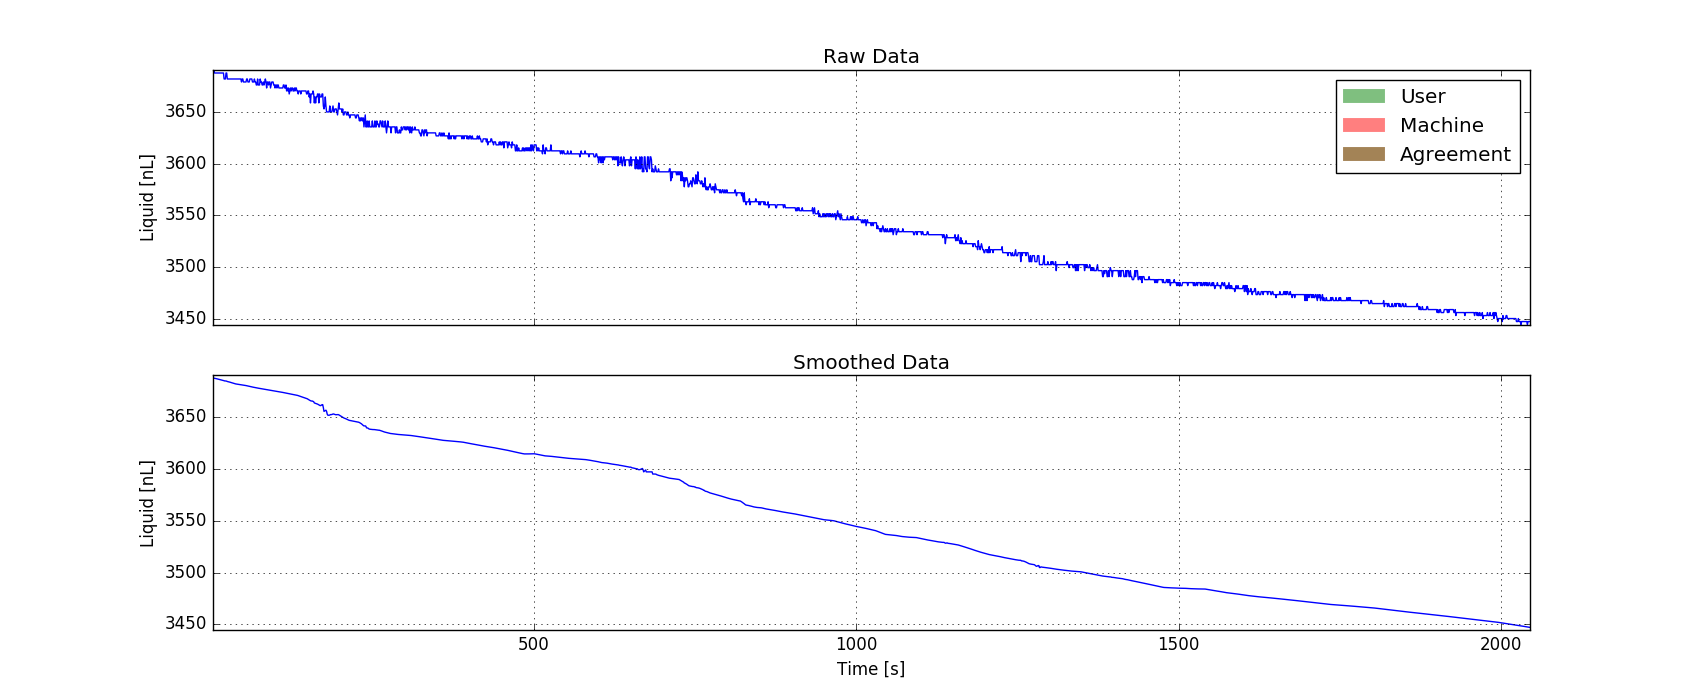 Raw Data
Liquid [nL]
3650
3600
3550
3500
3450
User
Machine
Agreement
Smoothed Data
Liquid [nL]
3650
3600
3550
3500
3450
500 1000 1500 2000
Time [s]